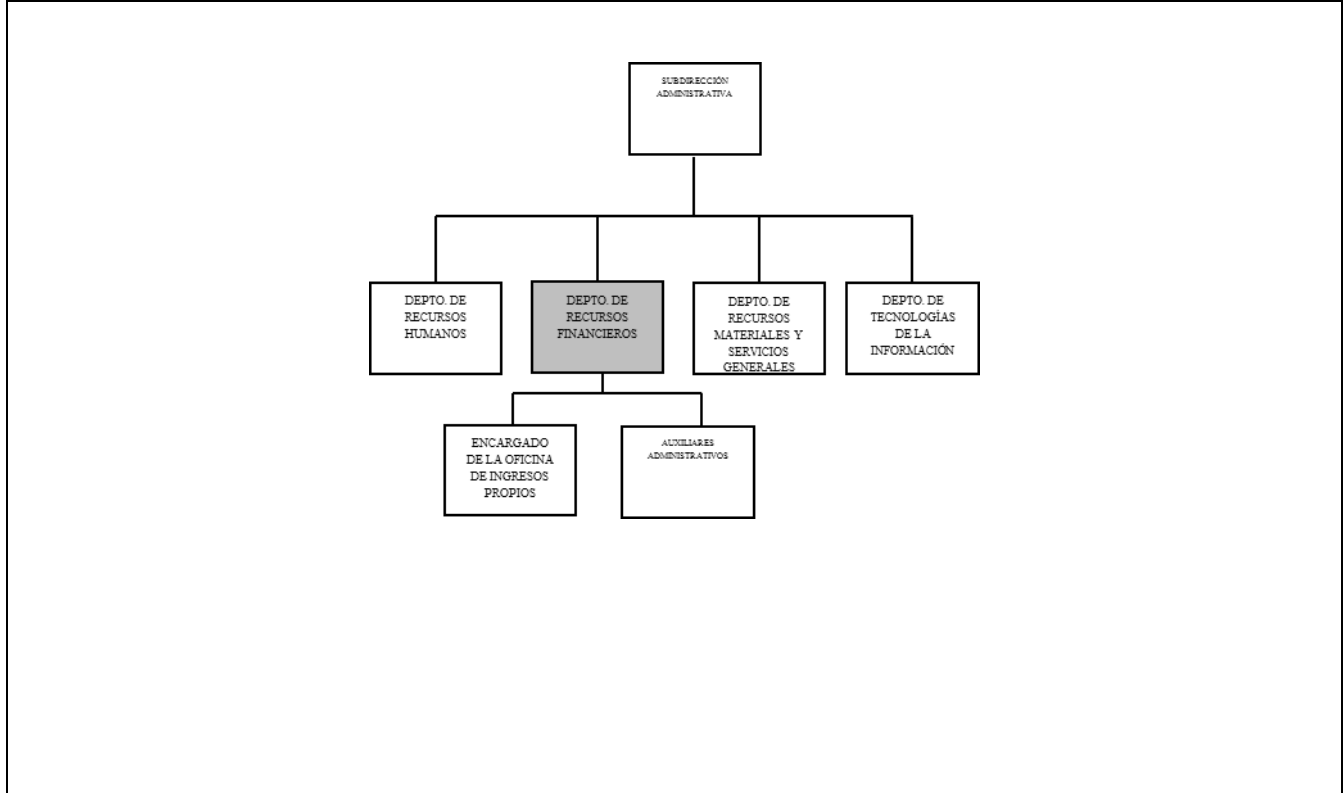 SUBDIRECCIÓN
ADMINISTRATIVA
DEPTO. DE
RECURSOS
HUMANOS
DEPTO. DE
RECURSOS
FINANCIEROS
DEPTO. DE
RECURSOS
MATERIALES Y
SERVICIOS
GENERALES
DEPTO. DE
TECNOLOGÍAS
DE LA
INFORMACIÓN
ENCARGADO
DE LA OFICINA
DE INGRESOS
PROPIOS
AUXILIARES
ADMINISTRATIVOS